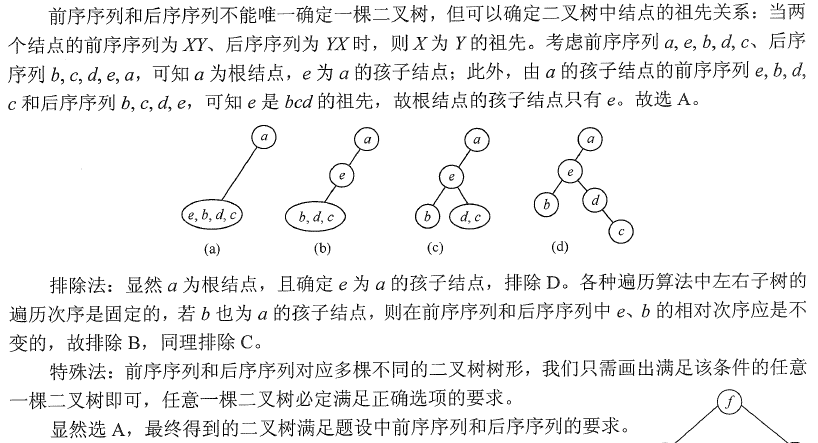 前序序列和后序序列不能唯一确定一棵二叉树，但可以确定二叉树中结点的祖先关系：当两
个结点的前序序列为 XY、后序序列为 YX 时，则 X 为 Y 的祖先。考虑前序序列 a, e, b, d, c、后序
序列 b, c, d, e, a，可知 a 为根结点，e 为 a 的孩子结点；此外，由 a 的孩子结点的前序序列 e, b, d,
c 和后序序列 b, c, d, e，可知 e 是 bcd 的祖先，故根结点的孩子结点只有 e。故选 A。
a
e, b, d, c
(a)
a
e
b, d, c
(b)
a
e
b
d, c
(c)
a
e
b
d
c
(d)
排除法：显然 a 为根结点，且确定 e 为 a 的孩子结点，排除 D。各种遍历算法中左右子树的
遍历次序是固定的，若 b 也为 a 的孩子结点，则在前序序列和后序序列中 e、b 的相对次序应是不
变的，故排除 B，同理排除 C。
特殊法：前序序列和后序序列对应多棵不同的二叉树树形，我们只需画出满足该条件的任意
一棵二叉树即可，任意一棵二叉树必定满足正确选项的要求。
显然选 A，最终得到的二叉树满足题设中前序序列和后序序列的要求。
f